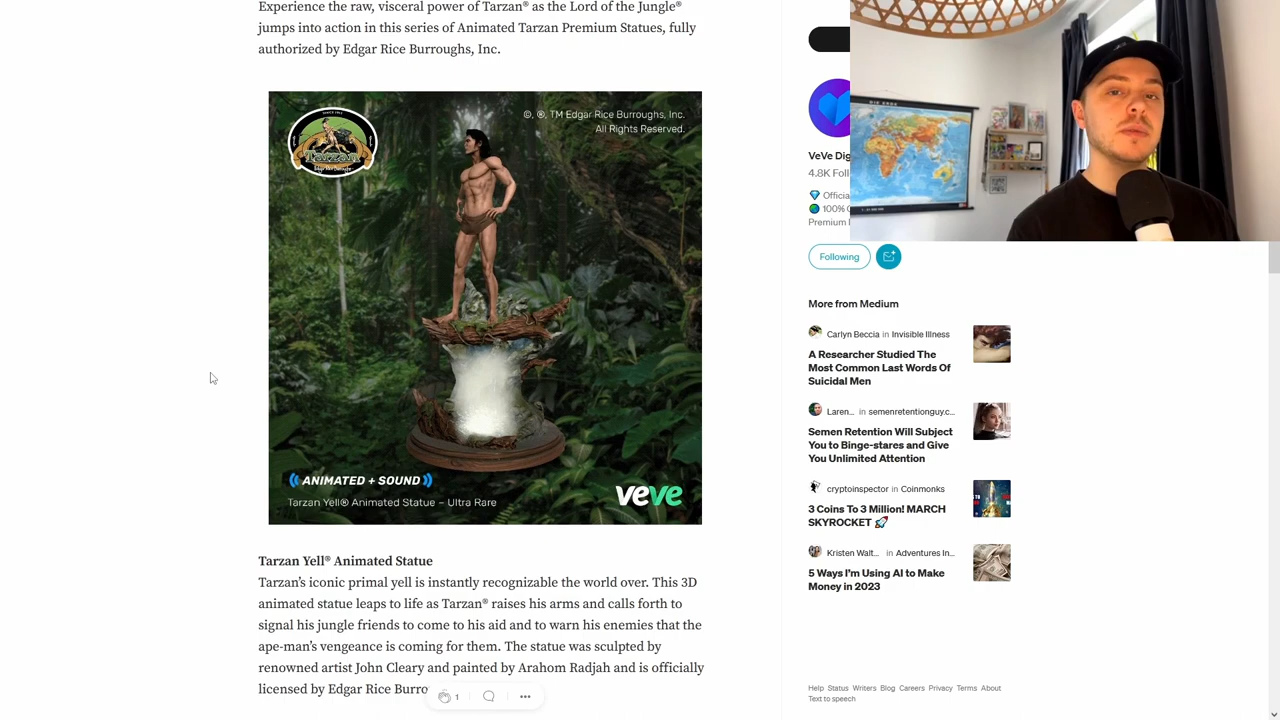 Experience the raw, visceral power of Tarzan® as the Lord of the Jungle®
jumps into action in this series of Animated Tarzan Premium Statues, fully
authorized by Edgar Rice Burroughs, Inc.
©, ®, TM Edgar Rice Burroughs, Inc.
All Rights Reserved.
Tarzan
ANIMATED + SOUND
Tarzan Yell® Animated Statue – Ultra Rare
veve
Tarzan Yell® Animated Statue
Tarzan’s iconic primal yell is instantly recognizable the world over. This 3D
animated statue leaps to life as Tarzan® raises his arms and calls forth to
signal his jungle friends to come to his aid and to warn his enemies that the
ape-man’s vengeance is coming for them. The statue was sculpted by
renowned artist John Cleary and painted by Arahom Radjah and is officially
licensed by Edgar Rice Burro
1
VeVe Dig
4.8K Foll
Officia
100%
Premium
Following
More from Medium
Carlyn Beccia in Invisible Illness
A Researcher Studied The
Most Common Last Words Of
Suicidal Men
Laren... in semenretentionguy.c...
Semen Retention Will Subject
You to Binge-stares and Give
You Unlimited Attention
cryptoinspector in Coinmonks
3 Coins To 3 Million! MARCH
SKYROCKET 🚀
Kristen Walt... in Adventures In...
5 Ways I’m Using AI to Make
Money in 2023
Help Status Writers Blog Careers Privacy Terms About
Text to speech